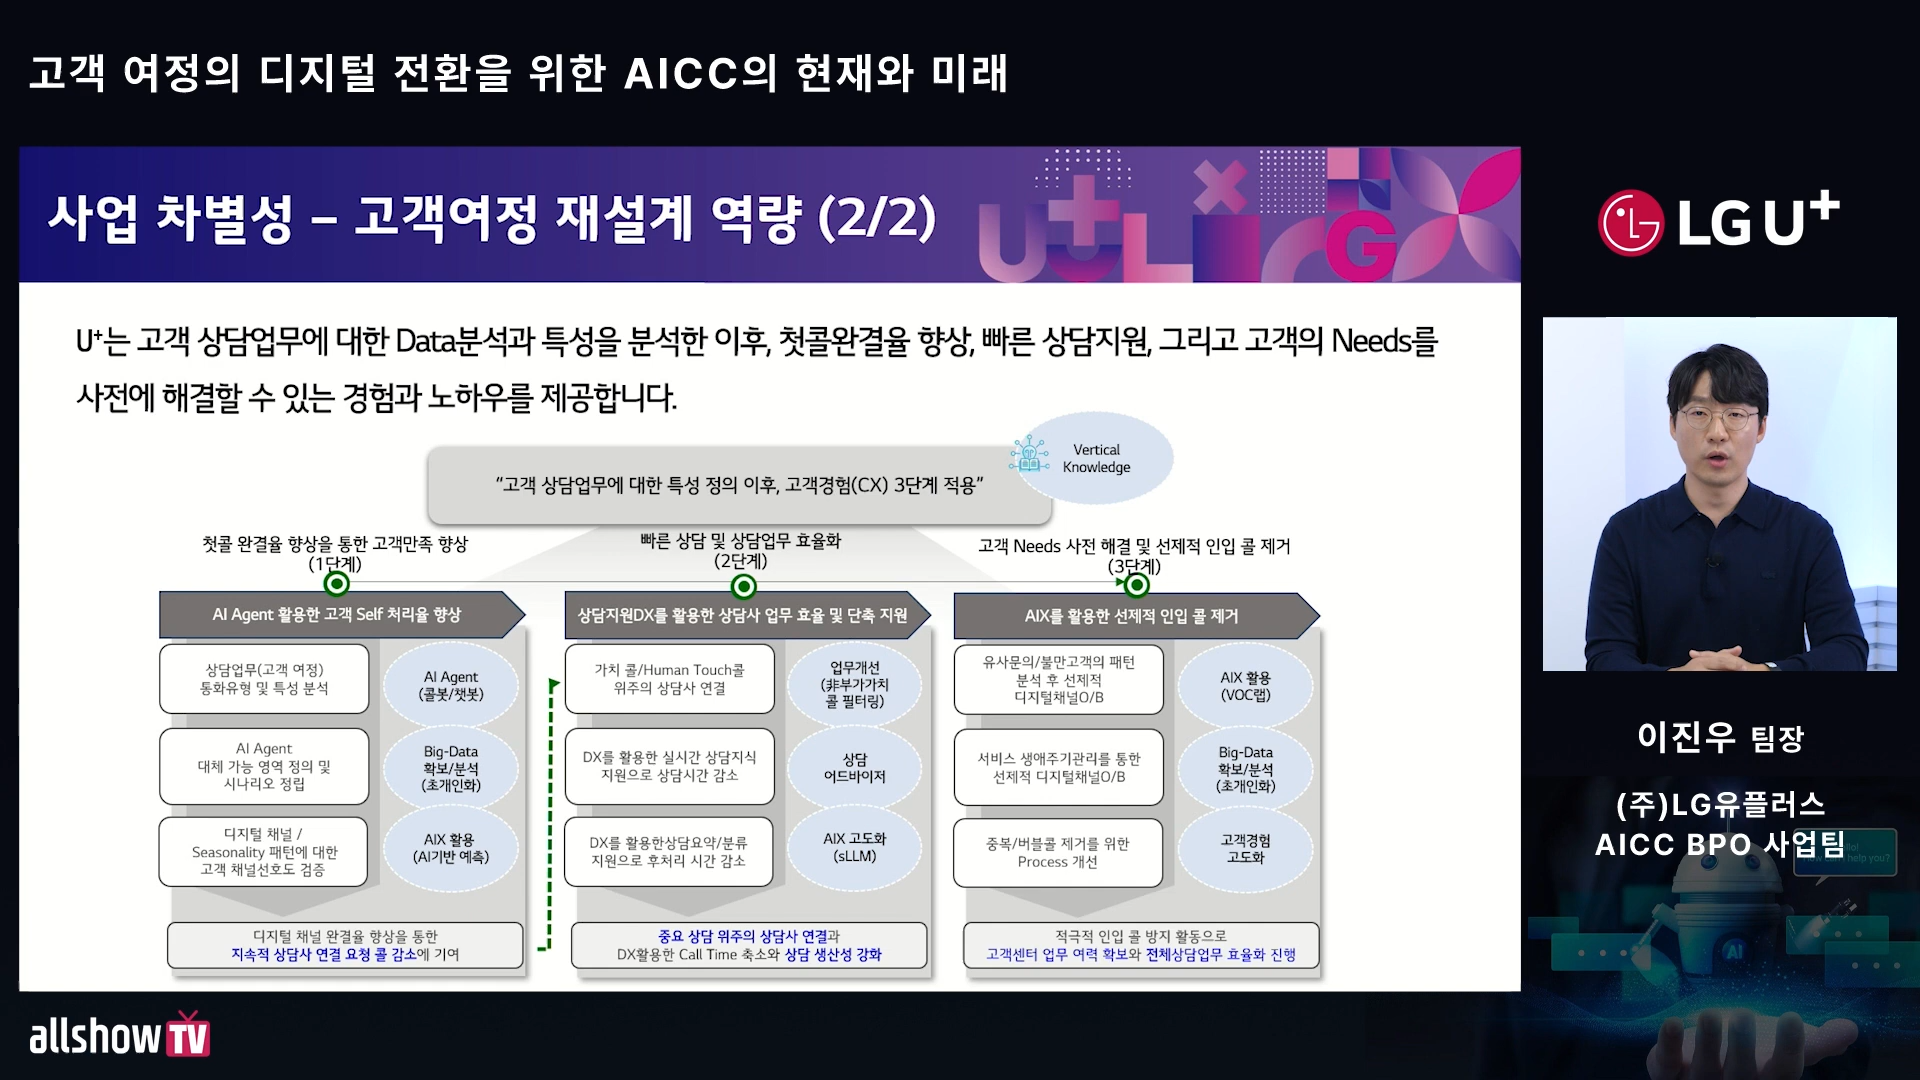 고객 여정의 디지털 전환을 위한 AICC의 현재와 미래
사업 차별성 – 고객여정 재설계 역량 (2/2)
U+는 고객 상담업무에 대한 Data분석과 특성을 분석한 이후, 첫콜완결율 향상, 빠른 상담지원, 그리고 고객의 Needs를
사전에 해결할 수 있는 경험과 노하우를 제공합니다.
“고객 상담업무에 대한 특성 정의 이후, 고객경험(CX) 3단계 적용”
Vertical
Knowledge
첫콜 완결율 향상을 통한 고객만족 향상
(1단계)
AI Agent 활용한 고객 Self 처리율 향상
상담업무(고객 여정)
통화유형 및 특성 분석
AI Agent
(콜봇/챗봇)
AI Agent
대체 가능 영역 정의 및
시나리오 정립
Big-Data
확보/분석
(초개인화)
디지털 채널 /
Seasonality 패턴에 대한
고객 채널선호도 검증
AIX 활용
(AI기반 예측)
디지털 채널 완결율 향상을 통한
지속적 상담사 연결 요청 콜 감소에 기여
빠른 상담 및 상담업무 효율화
(2단계)
상담지원DX를 활용한 상담사 업무 효율 및 단축 지원
가치 콜/Human Touch콜
위주의 상담사 연결
업무개선
(非부가가치
콜 필터링)
DX를 활용한 실시간 상담지식
지원으로 상담시간 감소
상담
어드바이저
DX를 활용한상담요약/분류
지원으로 후처리 시간 감소
AIX 고도화
(sLLM)
중요 상담 위주의 상담사 연결과
DX활용한 Call Time 축소와 상담 생산성 강화
고객 Needs 사전 해결 및 선제적 인입 콜 제거
(3단계)
AIX를 활용한 선제적 인입 콜 제거
유사문의/불만고객의 패턴
분석 후 선제적
디지털채널O/B
AIX 활용
(VOC랩)
서비스 생애주기관리를 통한
선제적 디지털채널O/B
Big-Data
확보/분석
(초개인화)
중복/버블콜 제거를 위한
Process 개선
고객경험
고도화
적극적 인입 콜 방지 활동으로
고객센터 업무 여력 확보와 전체상담업무 효율화 진행
LG U+
이진우 팀장
(주)LG유플러스
AICC BPO 사업팀
AI
allshow TV